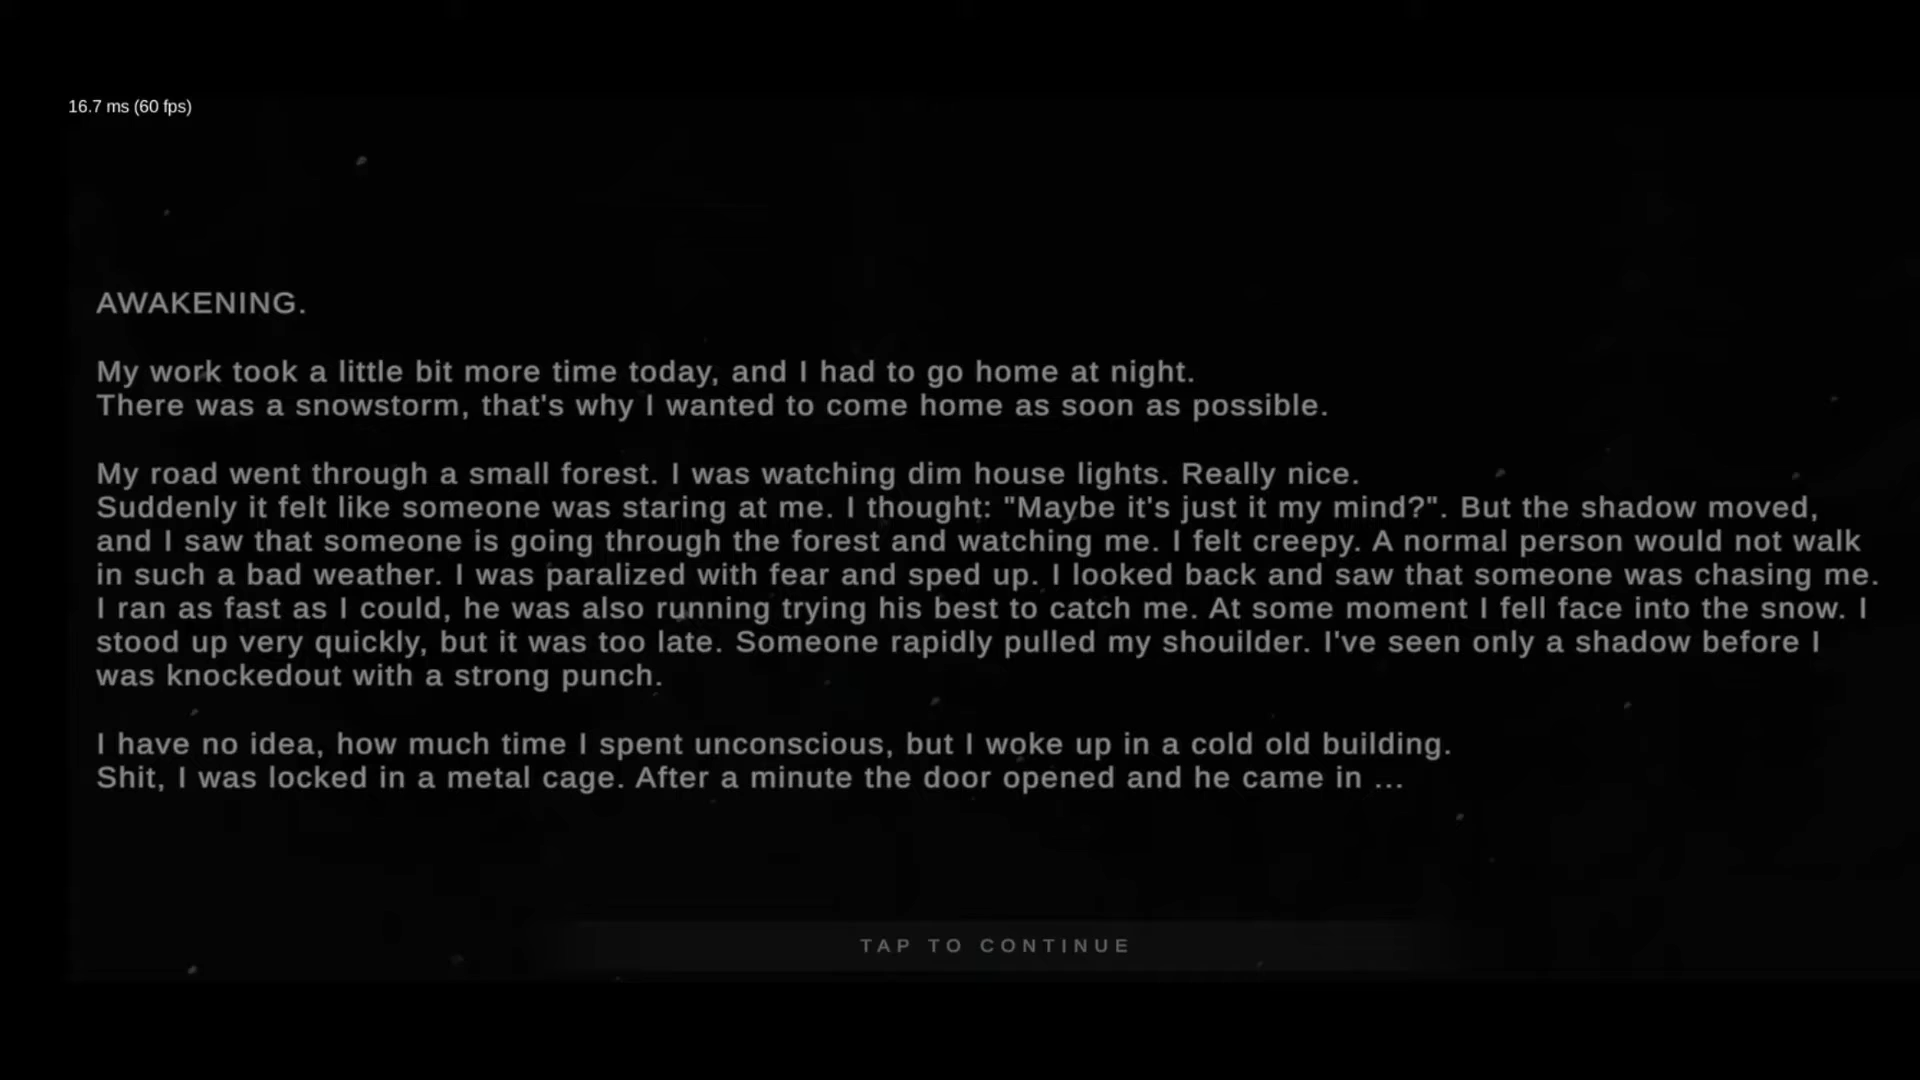 16.7 ms (60 fps)
AWAKENING.
My work took a little bit more time today, and I had to go home at night.
There was a snowstorm, that's why I wanted to come home as soon as possible.
My road went through a small forest. I was watching dim house lights. Really nice.
Suddenly it felt like someone was staring at me. I thought: "Maybe it's just it my mind?". But the shadow moved,
and I saw that someone is going through the forest and watching me. I felt creepy. A normal person would not walk
in such a bad weather. I was paralized with fear and sped up. I looked back and saw that someone was chasing me.
I ran as fast as I could, he was also running trying his best to catch me. At some moment I fell face into the snow. I
stood up very quickly, but it was too late. Someone rapidly pulled my shouilder. I've seen only a shadow before I
was knockedout with a strong punch.
I have no idea, how much time I spent unconscious, but I woke up in a cold old building.
Shit, I was locked in a metal cage. After a minute the door opened and he came in ...
TAP TO CONTINUE